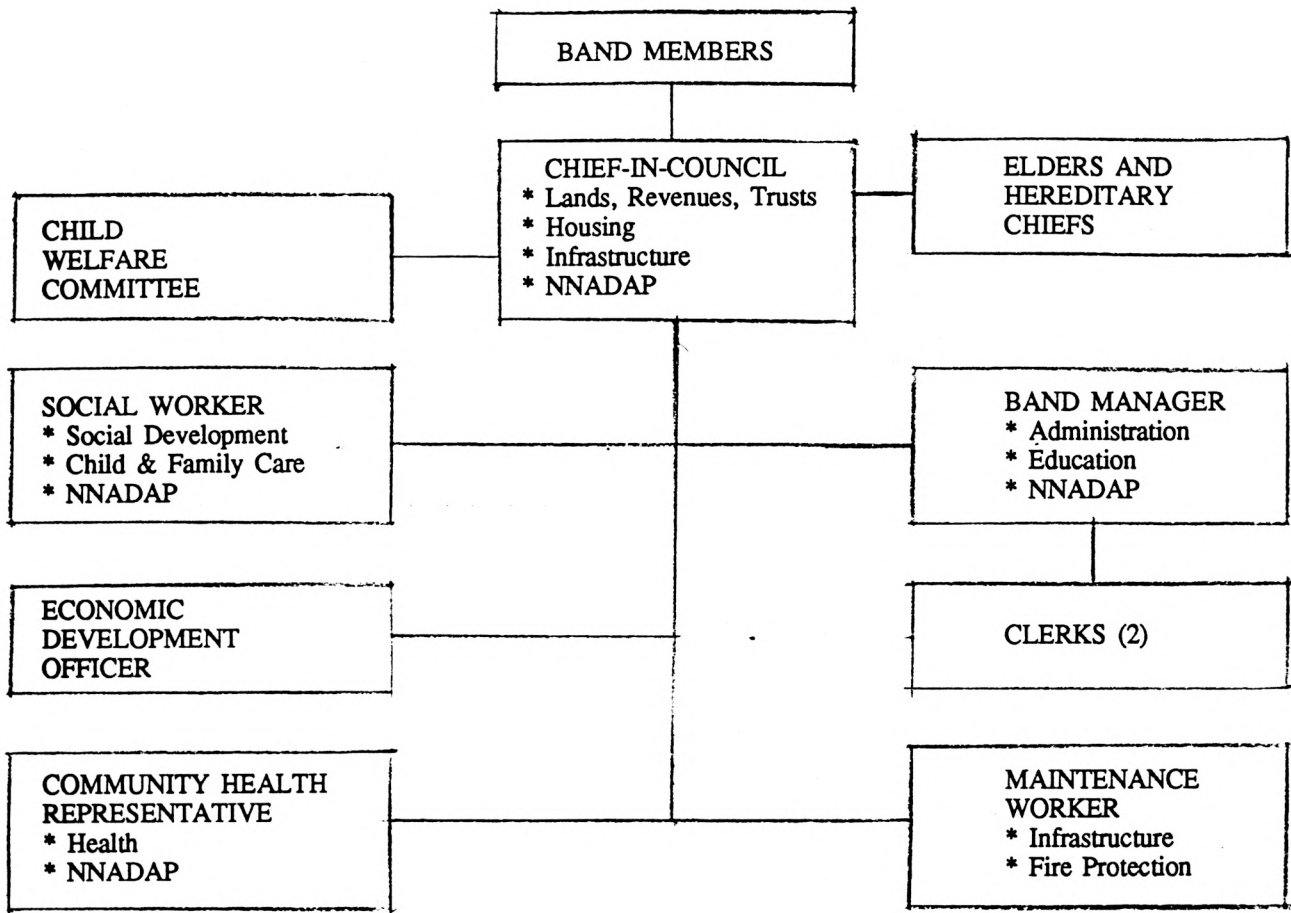 BAND MEMBERS
CHIEF-IN-COUNCIL
* Lands, Revenues, Trusts
* Housing
* Infrastructure
* NNADAP
ELDERS AND
HEREDITARY
CHIEFS
CHILD
WELFARE
COMMITTEE
SOCIAL WORKER
* Social Development
* Child & Family Care
* NNADAP
BAND MANAGER
* Administration
* Education
* NNADAP
ECONOMIC
DEVELOPMENT
OFFICER
CLERKS (2)
COMMUNITY HEALTH
REPRESENTATIVE
* Health
* NNADAP
MAINTENANCE
WORKER
* Infrastructure
* Fire Protection